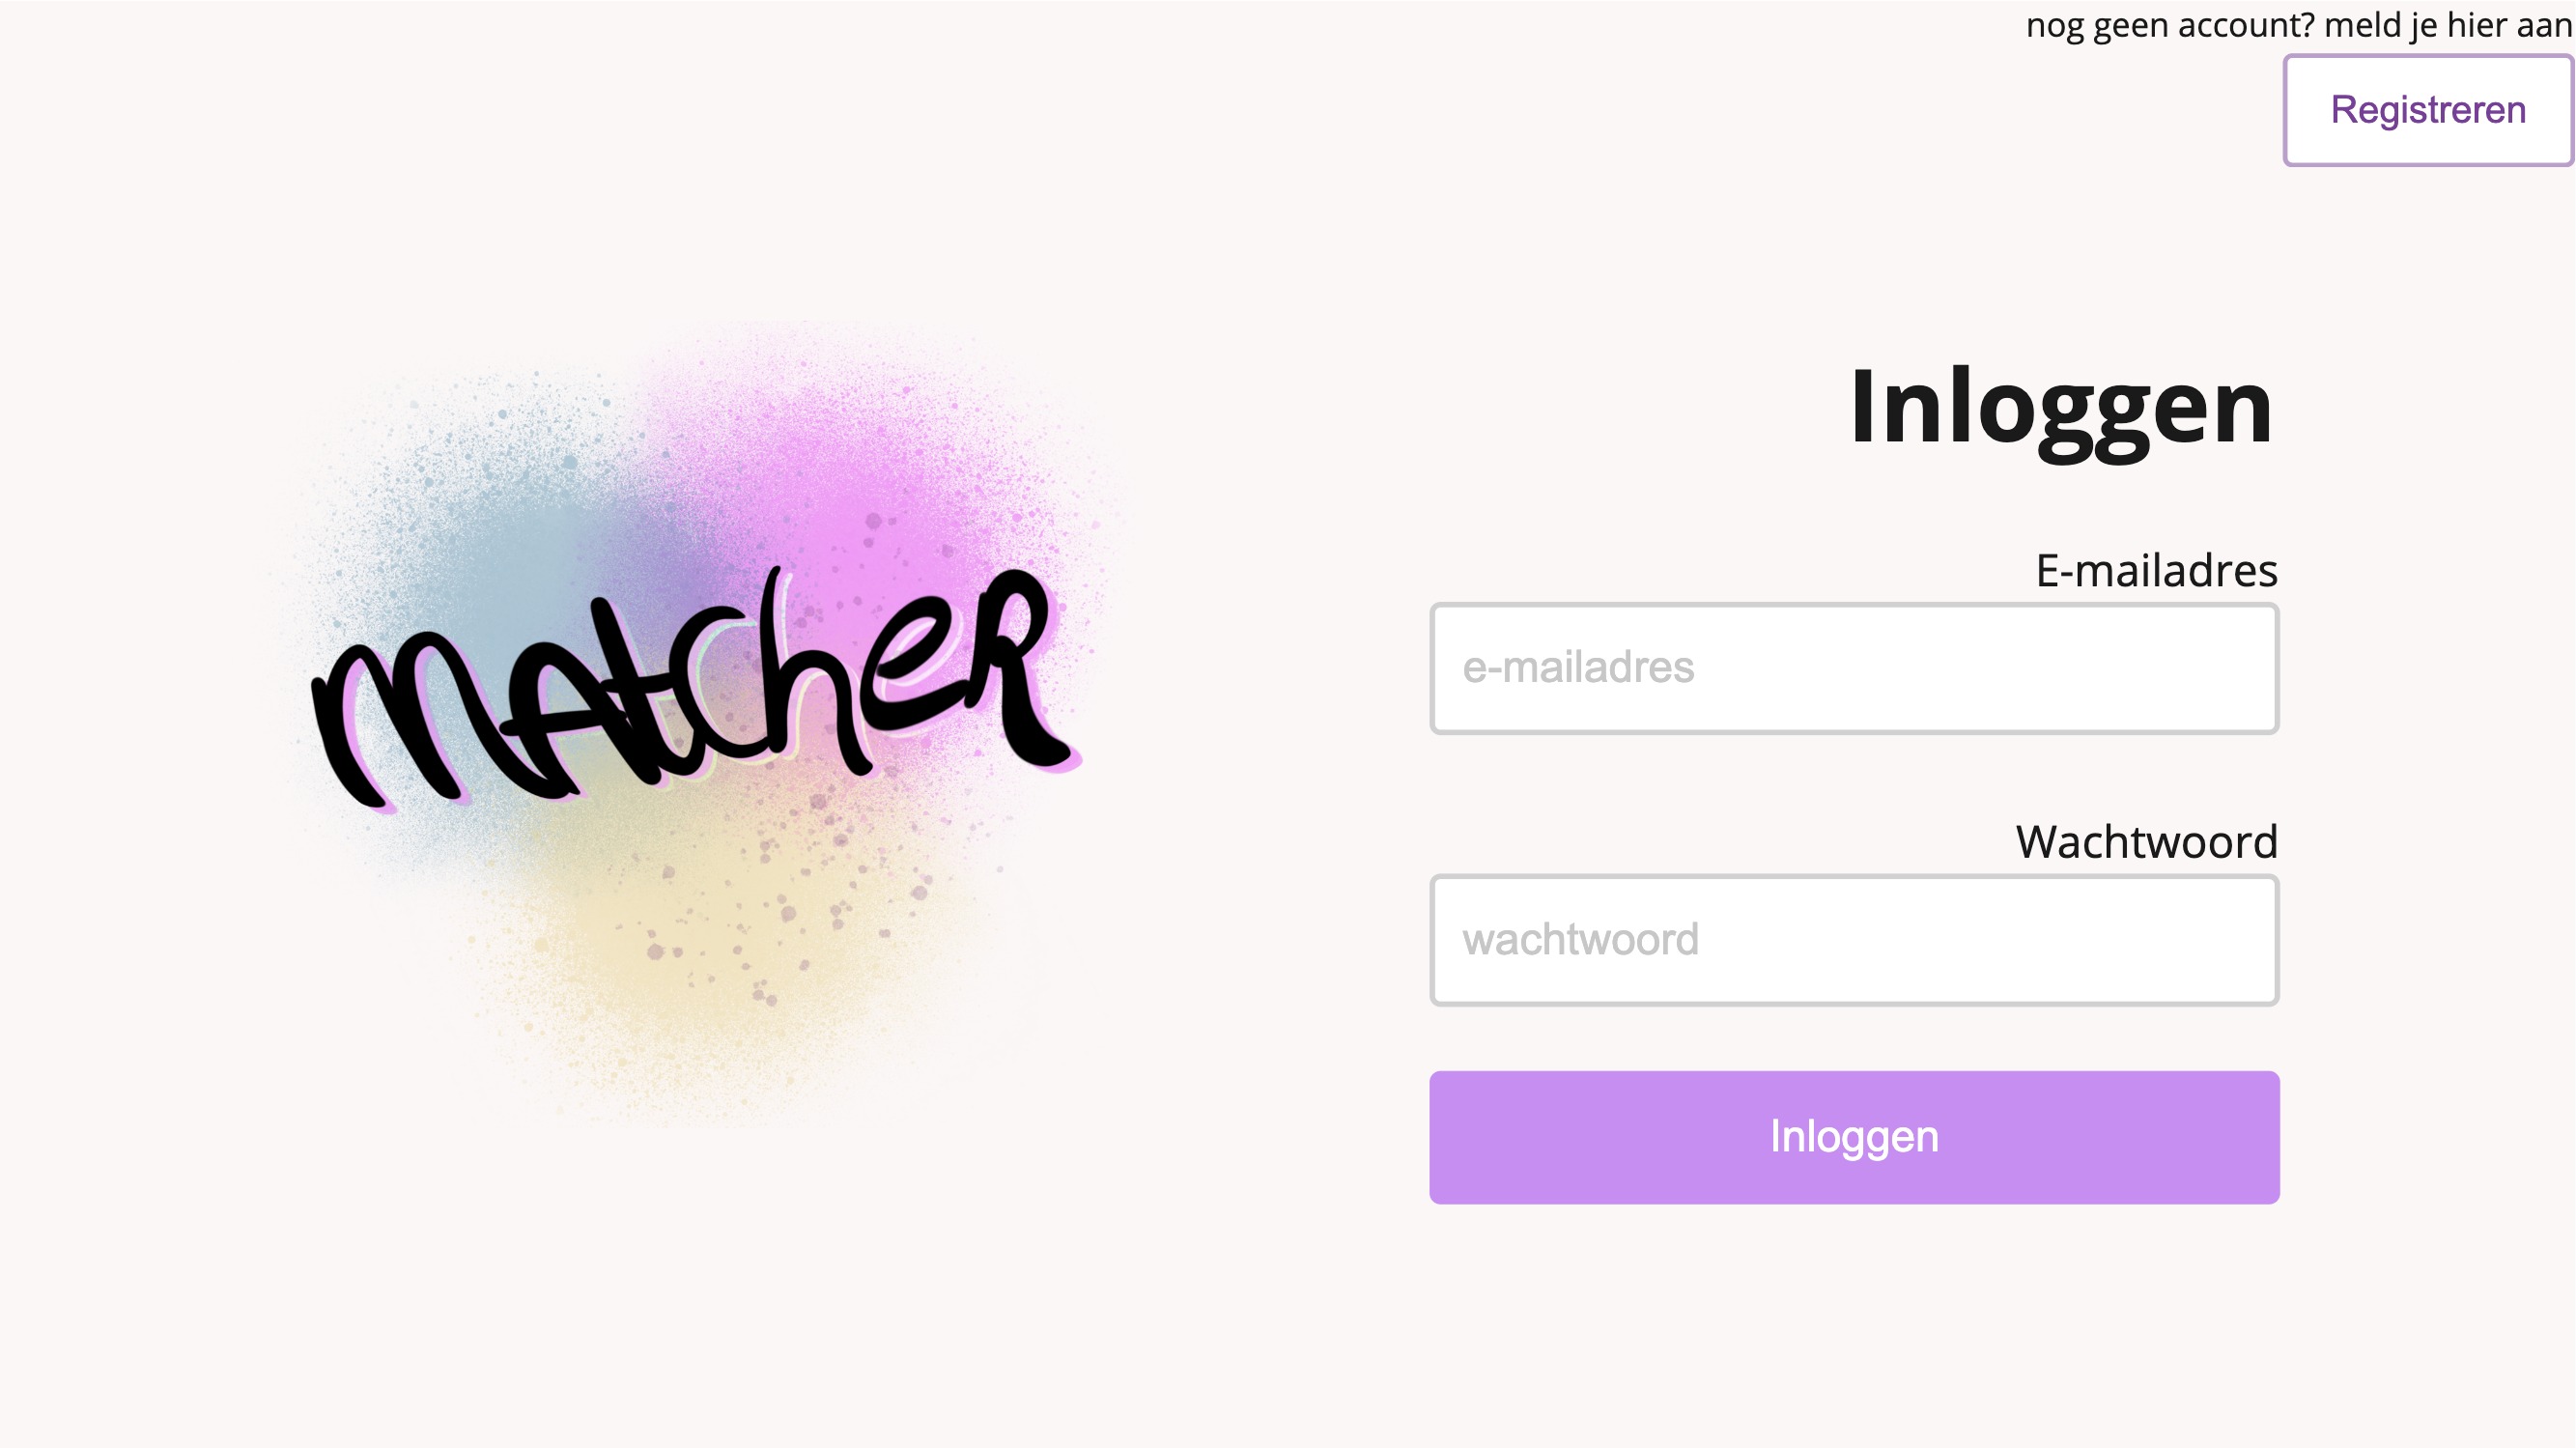 nog geen account? meld je hier aan
Registreren
MAtcheR
Inloggen
E-mailadres
e-mailadres
Wachtwoord
wachtwoord
Inloggen